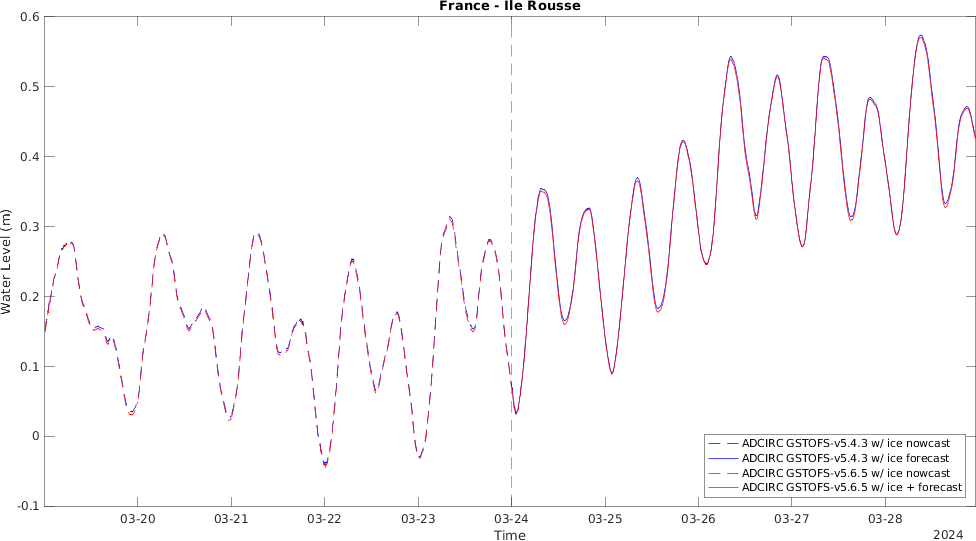 France - Ile Rousse
0.6
0.5
0.4
0.3
0.2
0.1
0
-0.1
Water Level (m)
03-20 03-21 03-22 03-23 03-24 03-25 03-26 03-27 03-28
Time
2024
ADCIRC GSTOFS-v5.4.3 w/ ice nowcast
ADCIRC GSTOFS-v5.4.3 w/ ice forecast
ADCIRC GSTOFS-v5.6.5 w/ ice nowcast
ADCIRC GSTOFS-v5.6.5 w/ ice + forecast